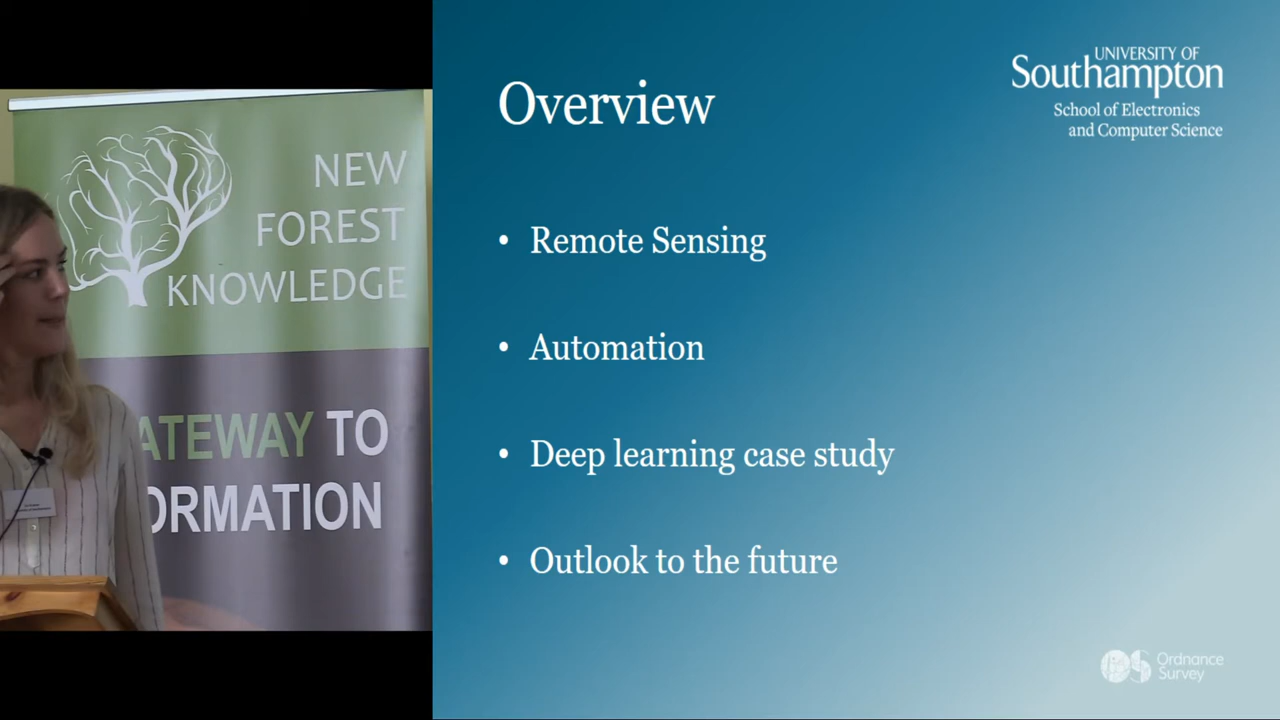 NEW
FOREST
KNOWLEDGE
ATEWAY TO
ORMATION
Overview
UNIVERSITY OF
Southampton
School of Electronics
and Computer Science
• Remote Sensing
• Automation
• Deep learning case study
• Outlook to the future
OS
Ordnance
Survey